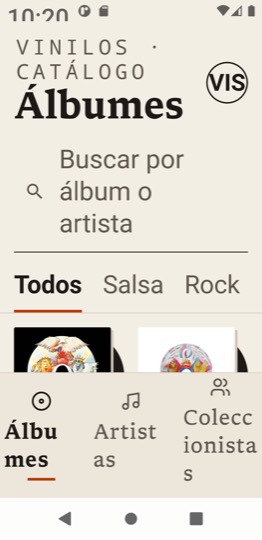 10:20
VINILOS ·
CATÁLOGO
Álbumes
VIS
Buscar por
álbum o
artista
Todos Salsa Rock
Álbu
mes
Artist
as
Colecc
ionista
s